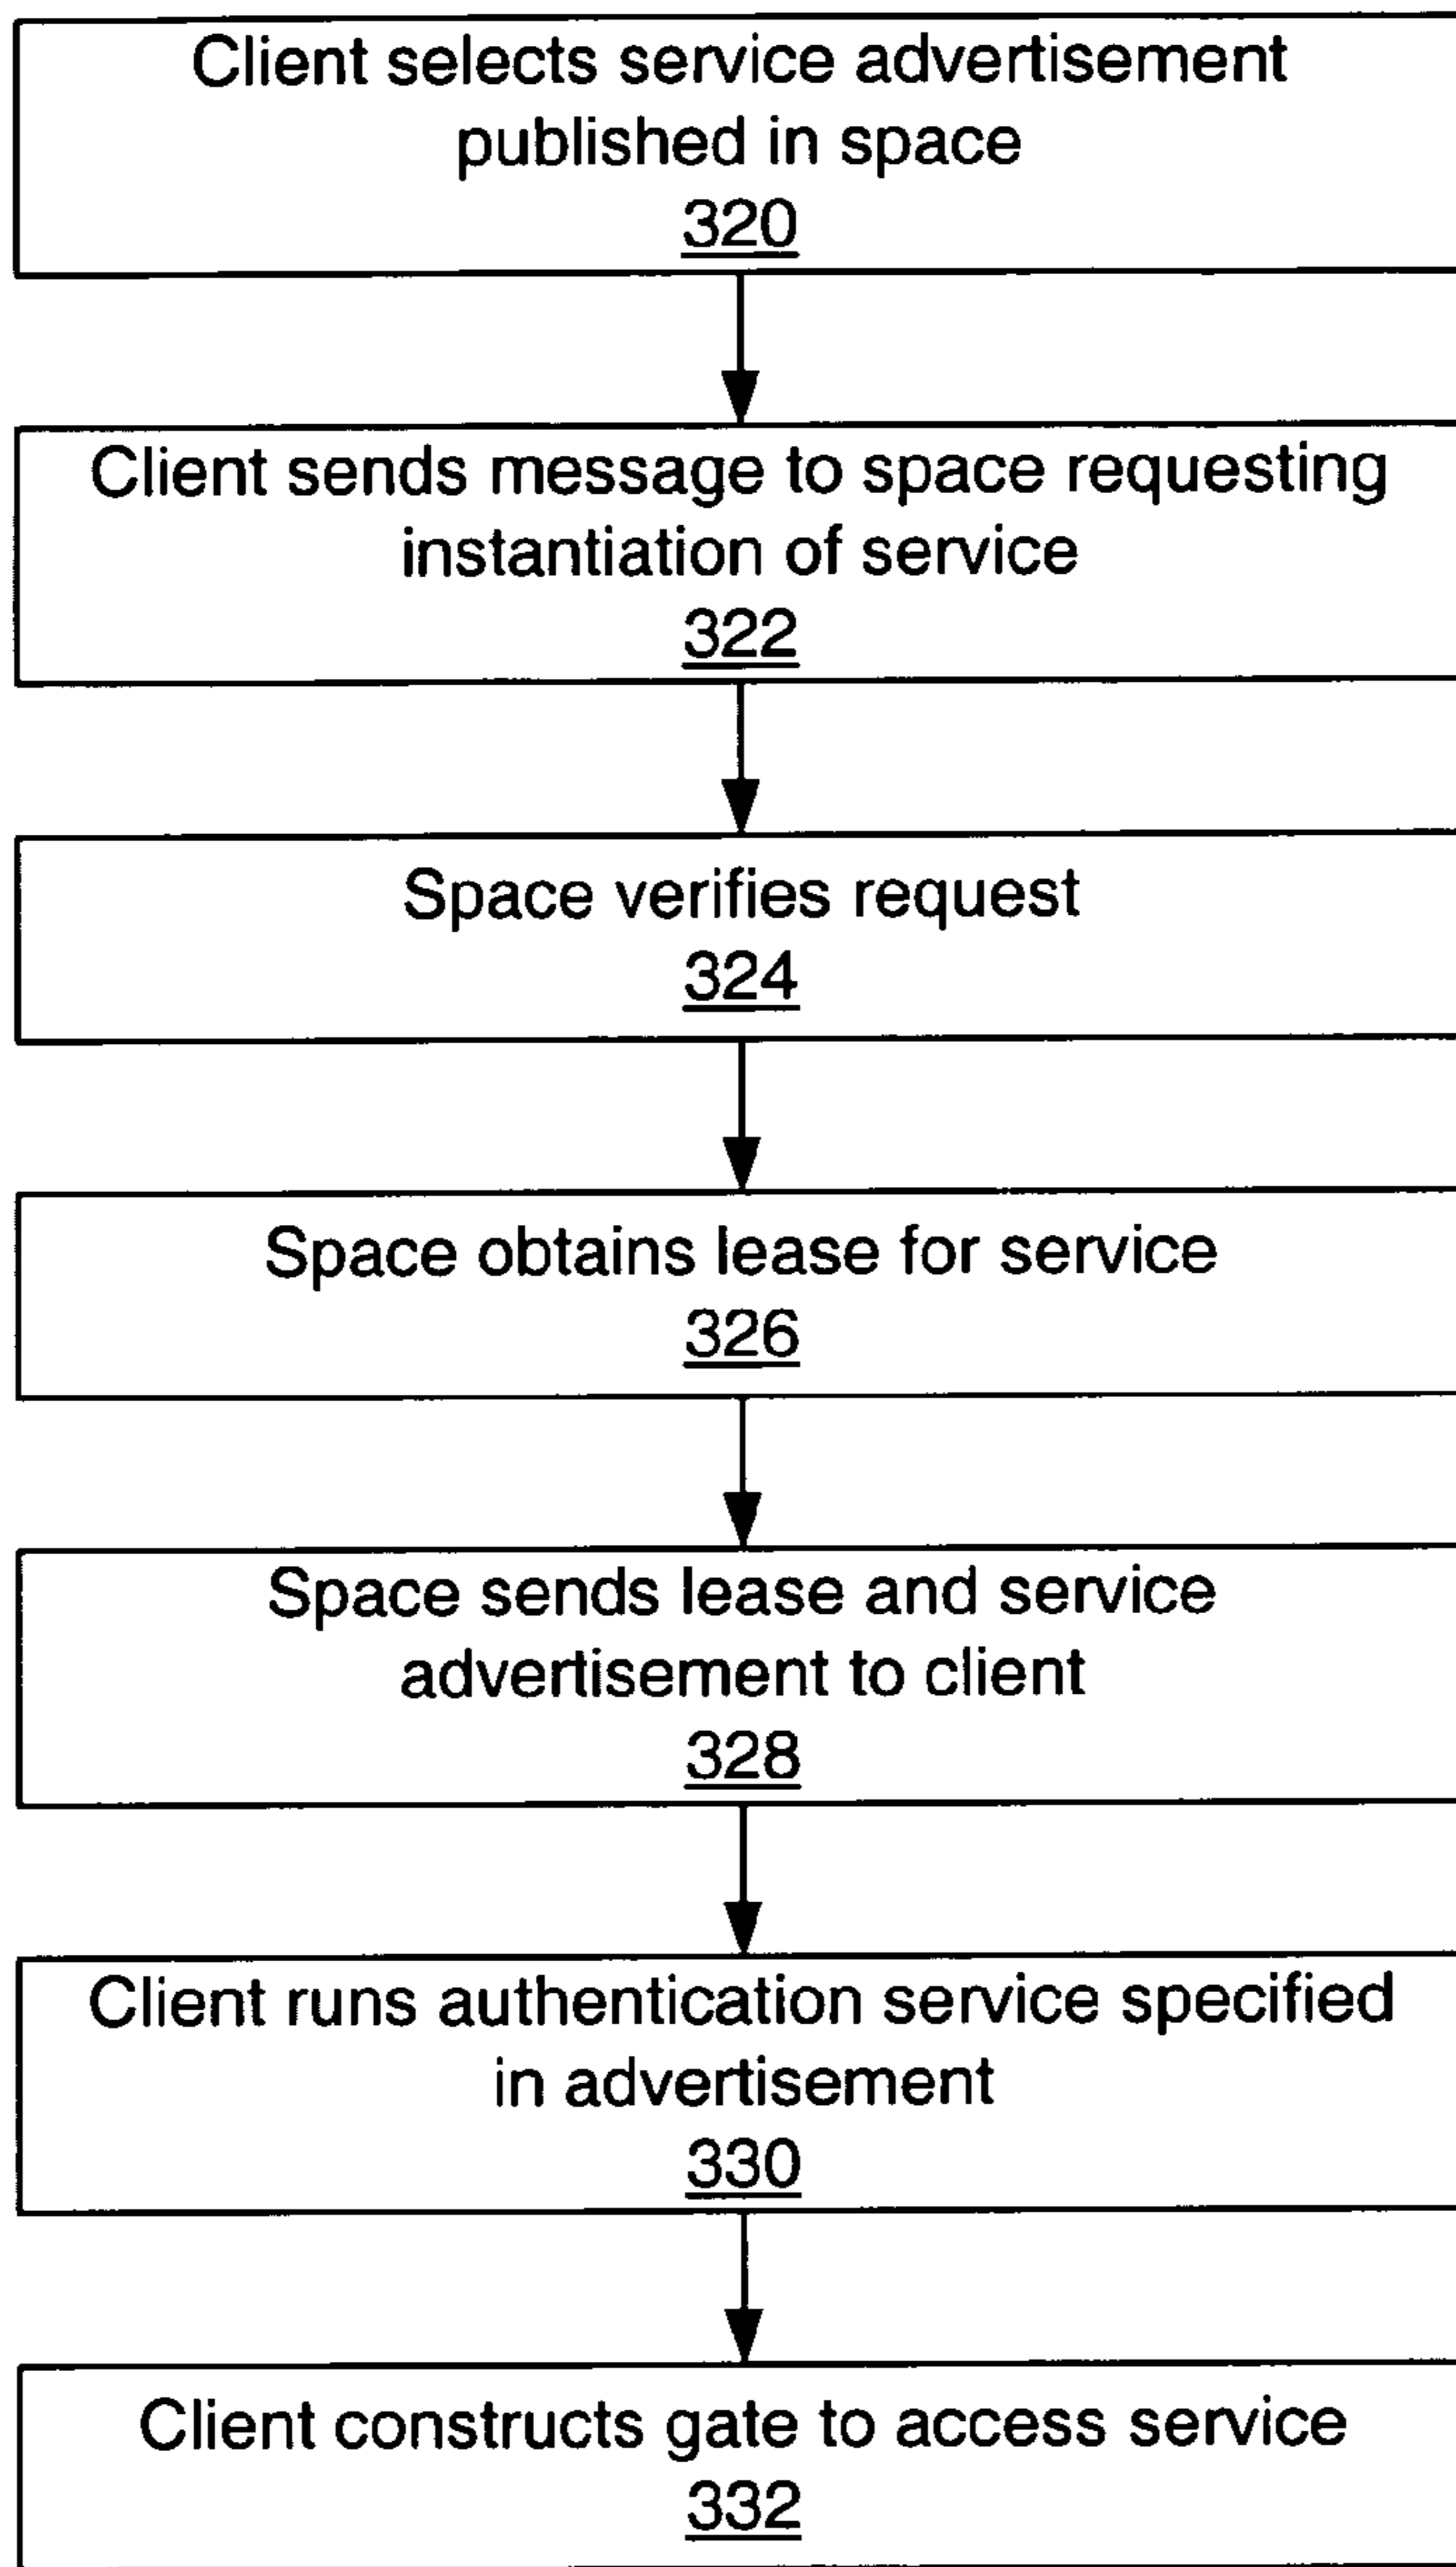 Client selects service advertisement
published in space
320
Client sends message to space requesting
instantiation of service
322
Space verifies request
324
Space obtains lease for service
326
Space sends lease and service
advertisement to client
328
Client runs authentication service specified
in advertisement
330
Client constructs gate to access service
332